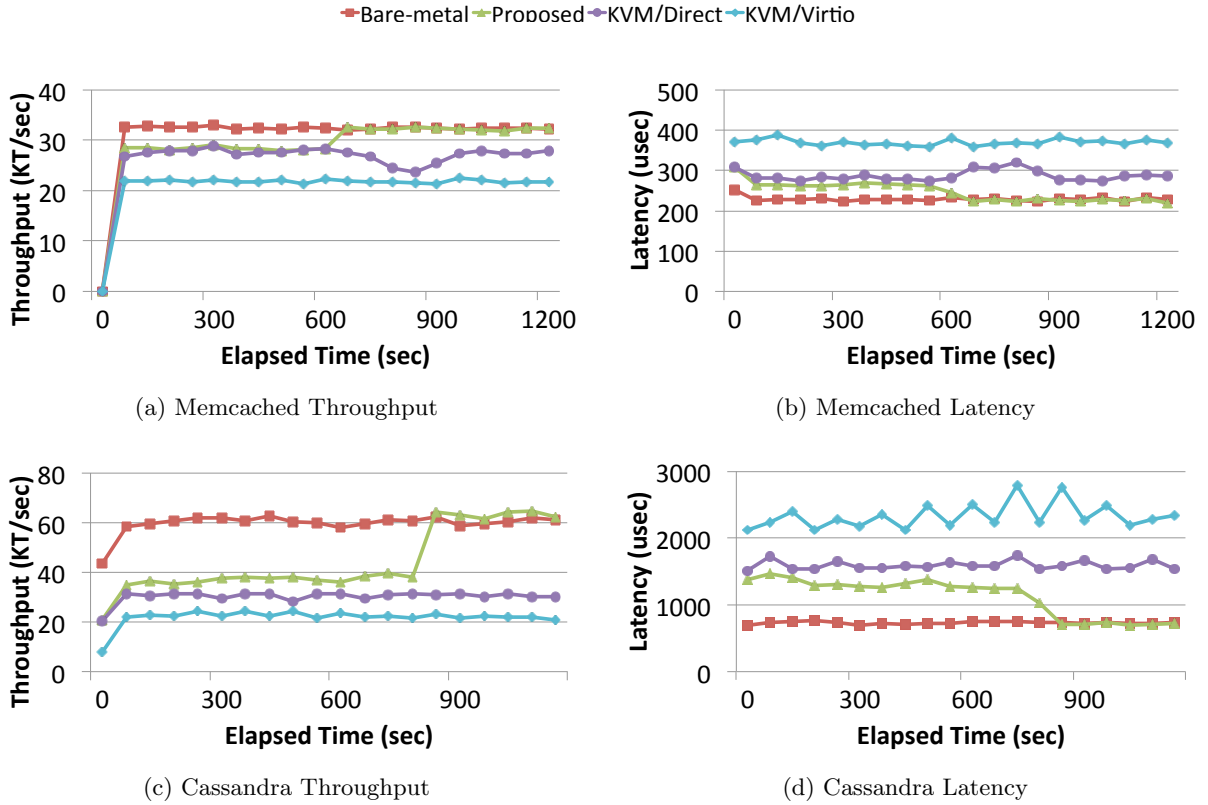 Bare-metal Proposed KVM/Direct KVM/Virtio
Throughput (KT/sec)
40
30
20
10
0
0 300 600 900 1200
Elapsed Time (sec)
(a) Memcached Throughput
Latency (usec)
500
400
300
200
100
0
0 300 600 900 1200
Elapsed Time (sec)
(b) Memcached Latency
Throughput (KT/sec)
80
60
40
20
0
0 300 600 900
Elapsed Time (sec)
(c) Cassandra Throughput
Latency (usec)
3000
2000
1000
0
0 300 600 900
Elapsed Time (sec)
(d) Cassandra Latency